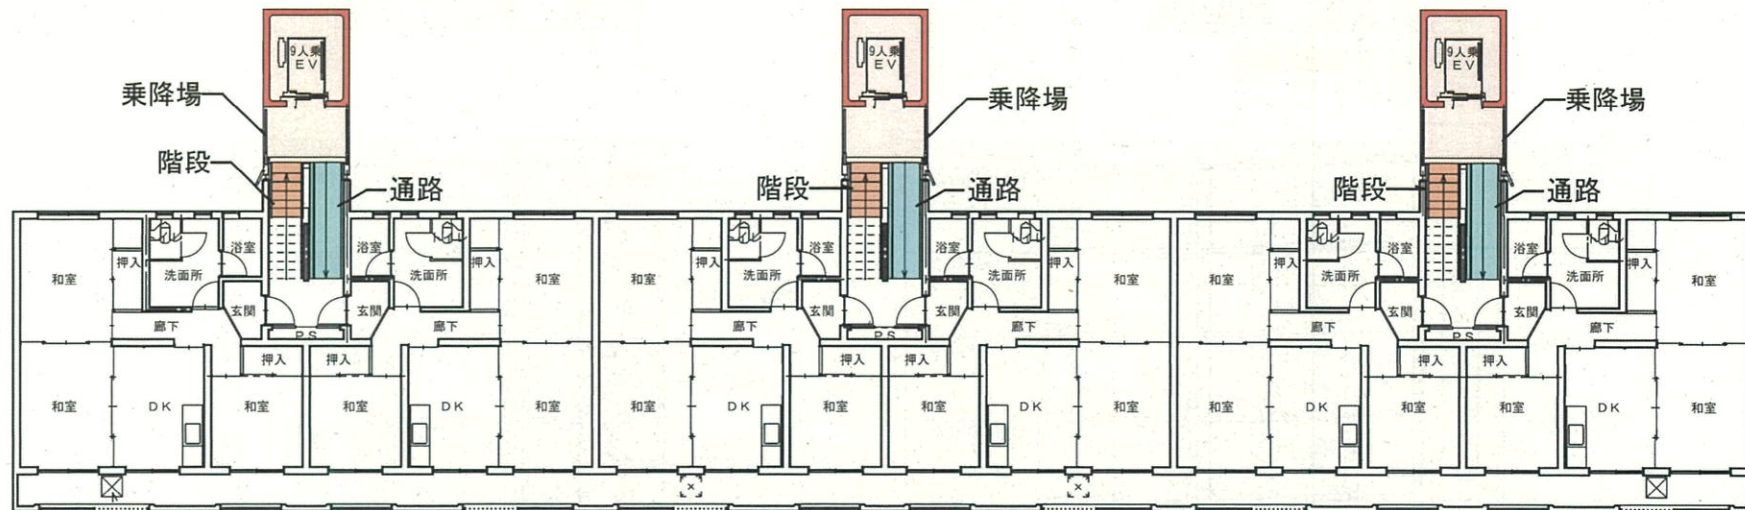 9人乗
EV
9人乗
EV
9人乗
EV
乗降場
乗降場
乗降場
階段
通路
階段
通路
階段
通路
和室
押入
洗面所
浴室
浴室
洗面所
押入
和室
和室
押入
洗面所
浴室
浴室
洗面所
押入
和室
和室
押入
洗面所
浴室
浴室
洗面所
押入
和室
廊下
玄関
PS
玄関
廊下
廊下
玄関
PS
玄関
廊下
廊下
玄関
PS
玄関
廊下
押入
押入
押入
押入
押入
押入
和室
DK
和室
和室
DK
和室
和室
DK
和室
和室
DK
和室
和室
DK
和室
和室
DK
和室